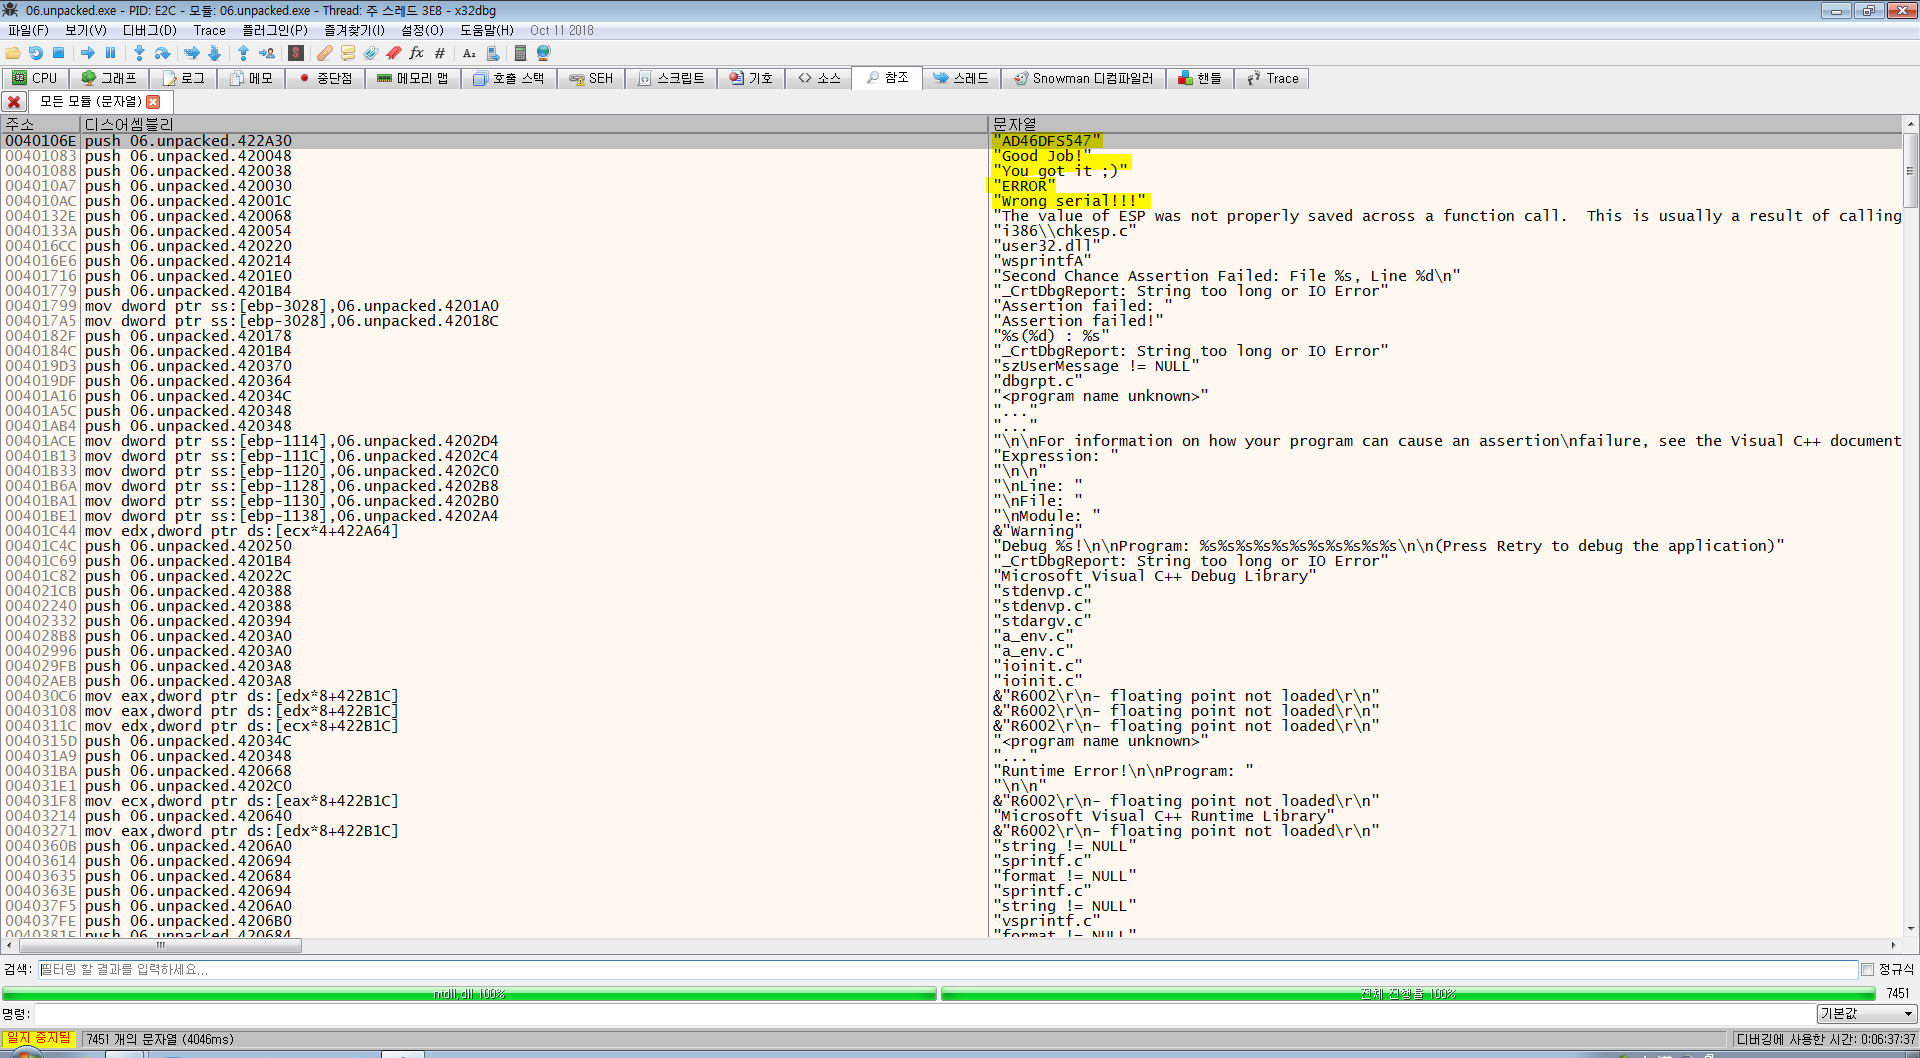 06.unpacked.exe - PID: E2C - 모듈: 06.unpacked.exe - Thread: 주 스레드 3E8 - x32dbg
파일(F) 보기(V) 디버그(D) Trace 플러그인(P) 즐겨찾기(I) 설정(O) 도움말(H) Oct 11 2018
CPU 그래프 로그 메모 중단점 메모리 맵 호출 스택 SEH 스크립트 기호 소스 참조 스레드 Snowman 디컴파일러 핸들 Trace
모든 모듈 (문자열)
주소 디스어셈블리 문자열
0040106E push 06.unpacked.422A30 "AD46DFS547"
00401083 push 06.unpacked.420048 "Good Job!"
00401088 push 06.unpacked.420038 "You got it ;)"
004010A7 push 06.unpacked.420030 "ERROR"
004010AC push 06.unpacked.42001C "Wrong serial!!!"
0040132E push 06.unpacked.420068 "The value of ESP was not properly saved across a function call.  This is usually a result of calling
0040133A push 06.unpacked.420054 "i386\\chkesp.c"
004016CC push 06.unpacked.420220 "user32.dll"
004016E6 push 06.unpacked.420214 "wsprintfA"
00401716 push 06.unpacked.4201E0 "Second Chance Assertion Failed: File %s, Line %d\n"
00401779 push 06.unpacked.4201B4 "_CrtDbgReport: String too long or IO Error"
00401799 mov dword ptr ss:[ebp-3028],06.unpacked.4201A0 "Assertion failed: "
004017A5 mov dword ptr ss:[ebp-3028],06.unpacked.42018C "Assertion failed!"
0040182F push 06.unpacked.420178 "%s(%d) : %s"
0040184C push 06.unpacked.4201B4 "_CrtDbgReport: String too long or IO Error"
004019D3 push 06.unpacked.420370 "szUserMessage != NULL"
004019DF push 06.unpacked.420364 "dbgrpt.c"
00401A16 push 06.unpacked.42034C "<program name unknown>"
00401A5C push 06.unpacked.420348 "..."
00401AB4 push 06.unpacked.420348 "..."
00401ACE mov dword ptr ss:[ebp-1114],06.unpacked.4202D4 "\n\nFor information on how your program can cause an assertion\nfailure, see the Visual C++ document
00401B13 mov dword ptr ss:[ebp-111C],06.unpacked.4202C4 "Expression: "
00401B33 mov dword ptr ss:[ebp-1120],06.unpacked.4202C0 "\n\n"
00401B6A mov dword ptr ss:[ebp-1128],06.unpacked.4202B8 "\nLine: "
00401BA1 mov dword ptr ss:[ebp-1130],06.unpacked.4202B0 "\nFile: "
00401BE1 mov dword ptr ss:[ebp-1138],06.unpacked.4202A4 "\nModule: "
00401C44 mov edx,dword ptr ds:[ecx*4+422A64] &"Warning"
00401C4C push 06.unpacked.420250 "Debug %s!\n\nProgram: %s%s%s%s%s%s%s%s%s%s%s\n\n(Press Retry to debug the application)"
00401C69 push 06.unpacked.4201B4 "_CrtDbgReport: String too long or IO Error"
00401C82 push 06.unpacked.42022C "Microsoft Visual C++ Debug Library"
004021CB push 06.unpacked.420388 "stdenvp.c"
00402240 push 06.unpacked.420388 "stdenvp.c"
00402332 push 06.unpacked.420394 "stdargv.c"
004028B8 push 06.unpacked.4203A0 "a_env.c"
00402996 push 06.unpacked.4203A0 "a_env.c"
004029FB push 06.unpacked.4203A8 "ioinit.c"
00402AEB push 06.unpacked.4203A8 "ioinit.c"
004030C6 mov eax,dword ptr ds:[edx*8+422B1C] &"R6002\r\n- floating point not loaded\r\n"
00403108 mov eax,dword ptr ds:[edx*8+422B1C] &"R6002\r\n- floating point not loaded\r\n"
0040311C mov edx,dword ptr ds:[ecx*8+422B1C] &"R6002\r\n- floating point not loaded\r\n"
0040315D push 06.unpacked.42034C "<program name unknown>"
004031A9 push 06.unpacked.420348 "..."
004031BA push 06.unpacked.420668 "Runtime Error!\n\nProgram: "
004031E1 push 06.unpacked.4202C0 "\n\n"
004031F8 mov ecx,dword ptr ds:[eax*8+422B1C] &"R6002\r\n- floating point not loaded\r\n"
00403214 push 06.unpacked.420640 "Microsoft Visual C++ Runtime Library"
00403271 mov eax,dword ptr ds:[edx*8+422B1C] &"R6002\r\n- floating point not loaded\r\n"
0040360B push 06.unpacked.4206A0 "string != NULL"
00403614 push 06.unpacked.420694 "sprintf.c"
00403635 push 06.unpacked.420684 "format != NULL"
0040363E push 06.unpacked.420694 "sprintf.c"
004037F5 push 06.unpacked.4206A0 "string != NULL"
004037FE push 06.unpacked.4206B0 "vsprintf.c"
0040381F push 06.unpacked.420684 "format != NULL"
검색: 필터링 할 결과를 입력하세요... 정규식
ntdll.dll 100% 전체 진행률 100% 7451
명령: 기본값
일지 중지됨 7451 개의 문자열 (4046ms) 디버깅에 사용한 시간: 0:06:37:37